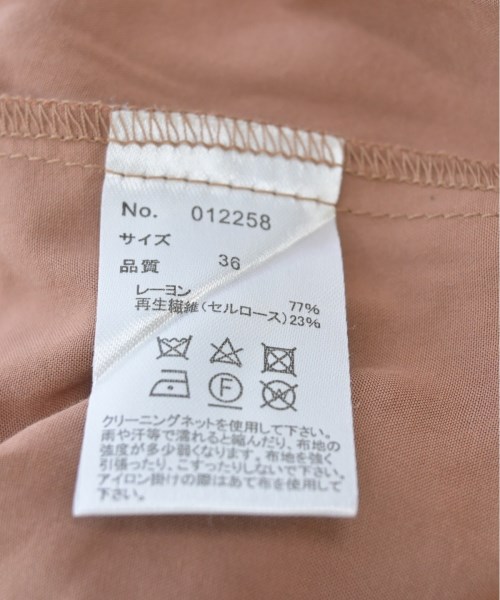 No. 012258
サイズ
品質 36
レーヨン 77%
再生繊維(セルロース)23%
F W
クリーニングネットを使用して下さい。
雨や汗等で濡れると縮んだり、布地の
強度が多少弱くなります。布地を強く
引張ったり、こすったりしないで下さい。
アイロン掛けの際はあて布を使用して
下さい。